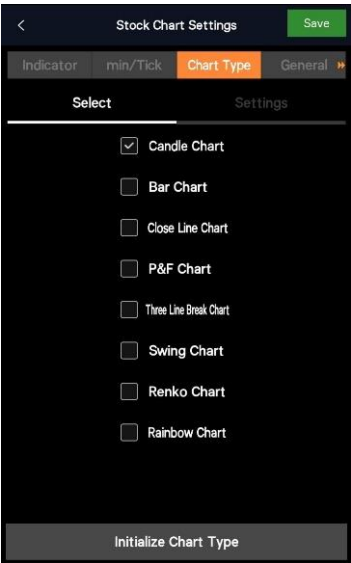 Stock Chart Settings Save
Indicator min/Tick Chart Type General
Select Settings
Candle Chart
Bar Chart
Close Line Chart
P&F Chart
Three Line Break Chart
Swing Chart
Renko Chart
Rainbow Chart
Initialize Chart Type